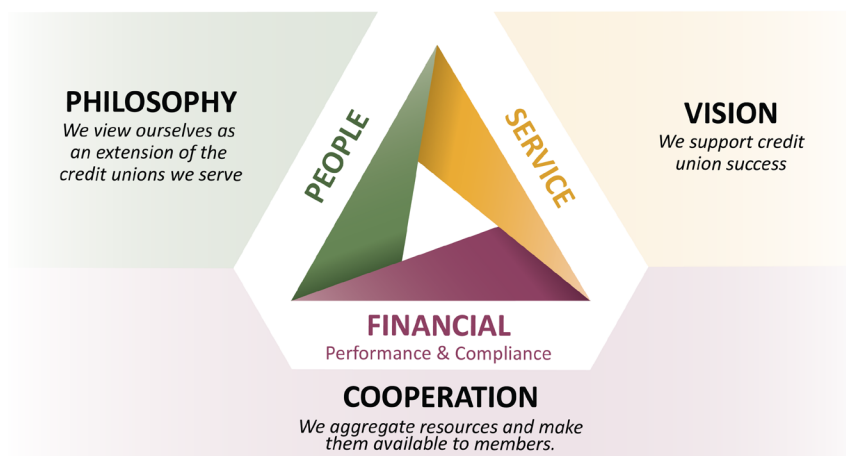 PHILOSOPHY
We view ourselves as
an extension of the
credit unions we serve
PEOPLE
SERVICE
VISION
We support credit
union success
FINANCIAL
Performance & Compliance
COOPERATION
We aggregate resources and make
them available to members.